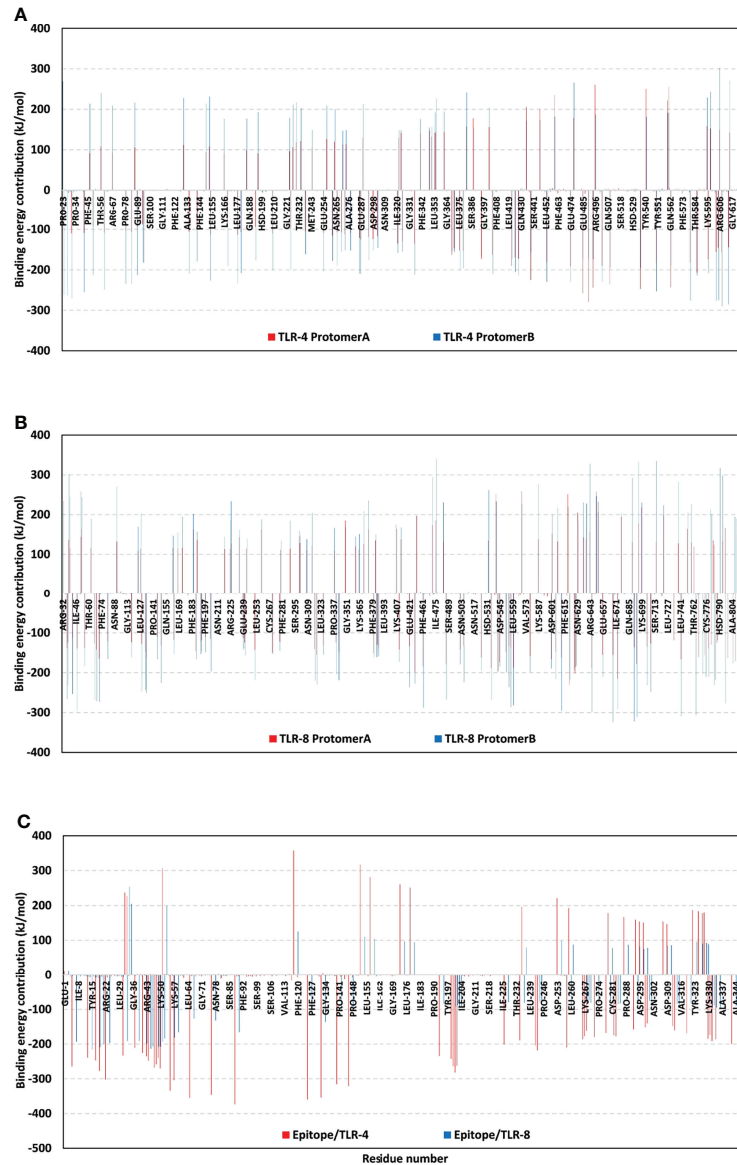 A
Binding energy contribution (kJ/mol)
400
300
200
100
0
-100
-200
-300
-400
PRO-23 PRO-34 PHE-45 THR-56 ARG-67 PRO-78 GLU-89 SER-100 GLY-111 PHE-122 ALA-133 PHE-144 LEU-155 LYS-166 LEU-177 GLN-188 HSD-199 LEU-210 GLY-221 THR-232 MET-243 GLU-254 ASN-265 ALA-276 GLU-287 ASP-298 ASN-309 ILE-320 GLY-331 PHE-342 LEU-353 GLY-364 LEU-375 SER-386 GLY-397 PHE-408 LEU-419 GLN-430 SER-441 LEU-452 PHE-463 GLU-474 GLU-485 ARG-496 GLN-507 SER-518 HSD-529 TYR-540 TYR-551 GLN-562 PHE-573 THR-584 LYS-595 ARG-606 GLY-617
TLR-4 ProtomerA TLR-4 ProtomerB
B
Binding energy contribution (kJ/mol)
400
300
200
100
0
-100
-200
-300
-400
ARG-32 ILE-46 THR-60 PHE-74 ASN-88 GLY-113 LEU-127 PRO-141 GLN-155 LEU-169 PHE-183 PHE-197 ASN-211 ARG-225 GLU-239 LEU-253 CYS-267 PHE-281 SER-295 ASN-309 LEU-323 PRO-337 GLY-351 LYS-365 PHE-379 LEU-393 LYS-407 GLU-421 PHE-461 ILE-475 SER-489 ASN-503 ASN-517 HSD-531 ASP-545 LEU-559 VAL-573 LYS-587 ASP-601 PHE-615 ASN-629 ARG-643 GLU-657 ILE-671 GLN-685 LYS-699 SER-713 LEU-727 LEU-741 THR-762 CYS-776 HSD-790 ALA-804
TLR-8 ProtomerA TLR-8 ProtomerB
C
Binding energy contribution (kJ/mol)
400
300
200
100
0
-100
-200
-300
-400
-500
GLU-1 ILE-8 TYR-15 ARG-22 LEU-29 GLY-36 ARG-43 LYS-50 LYS-57 LEU-64 GLY-71 ASN-78 SER-85 PHE-92 SER-99 SER-106 VAL-113 PHE-120 PHE-127 GLY-134 PRO-141 PRO-148 LEU-155 ILE-162 GLY-169 LEU-176 ILE-183 PRO-190 TYR-197 ILE-204 GLY-211 SER-218 ILE-225 THR-232 LEU-239 PRO-246 ASP-253 LEU-260 LYS-267 PRO-274 CYS-281 PRO-288 ASP-295 ASN-302 ASP-309 VAL-316 TYR-323 LYS-330 ALA-337 ALA-344
Epitope/TLR-4 Epitope/TLR-8
Residue number